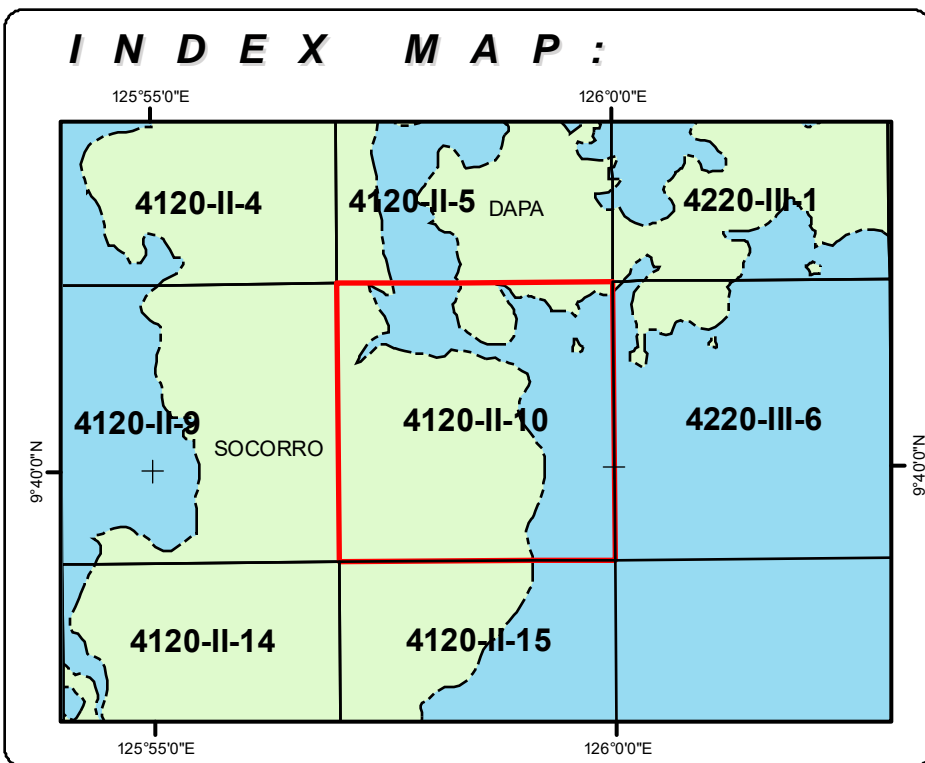 INDEX MAP:
125°55'0"E
126°0'0"E
4120-II-4
4120-II-5
DAPA
4220-III-1
4120-II-9
SOCORRO
4120-II-10
4220-III-6
9°40'0"N
9°40'0"N
4120-II-14
4120-II-15
125°55'0"E
126°0'0"E